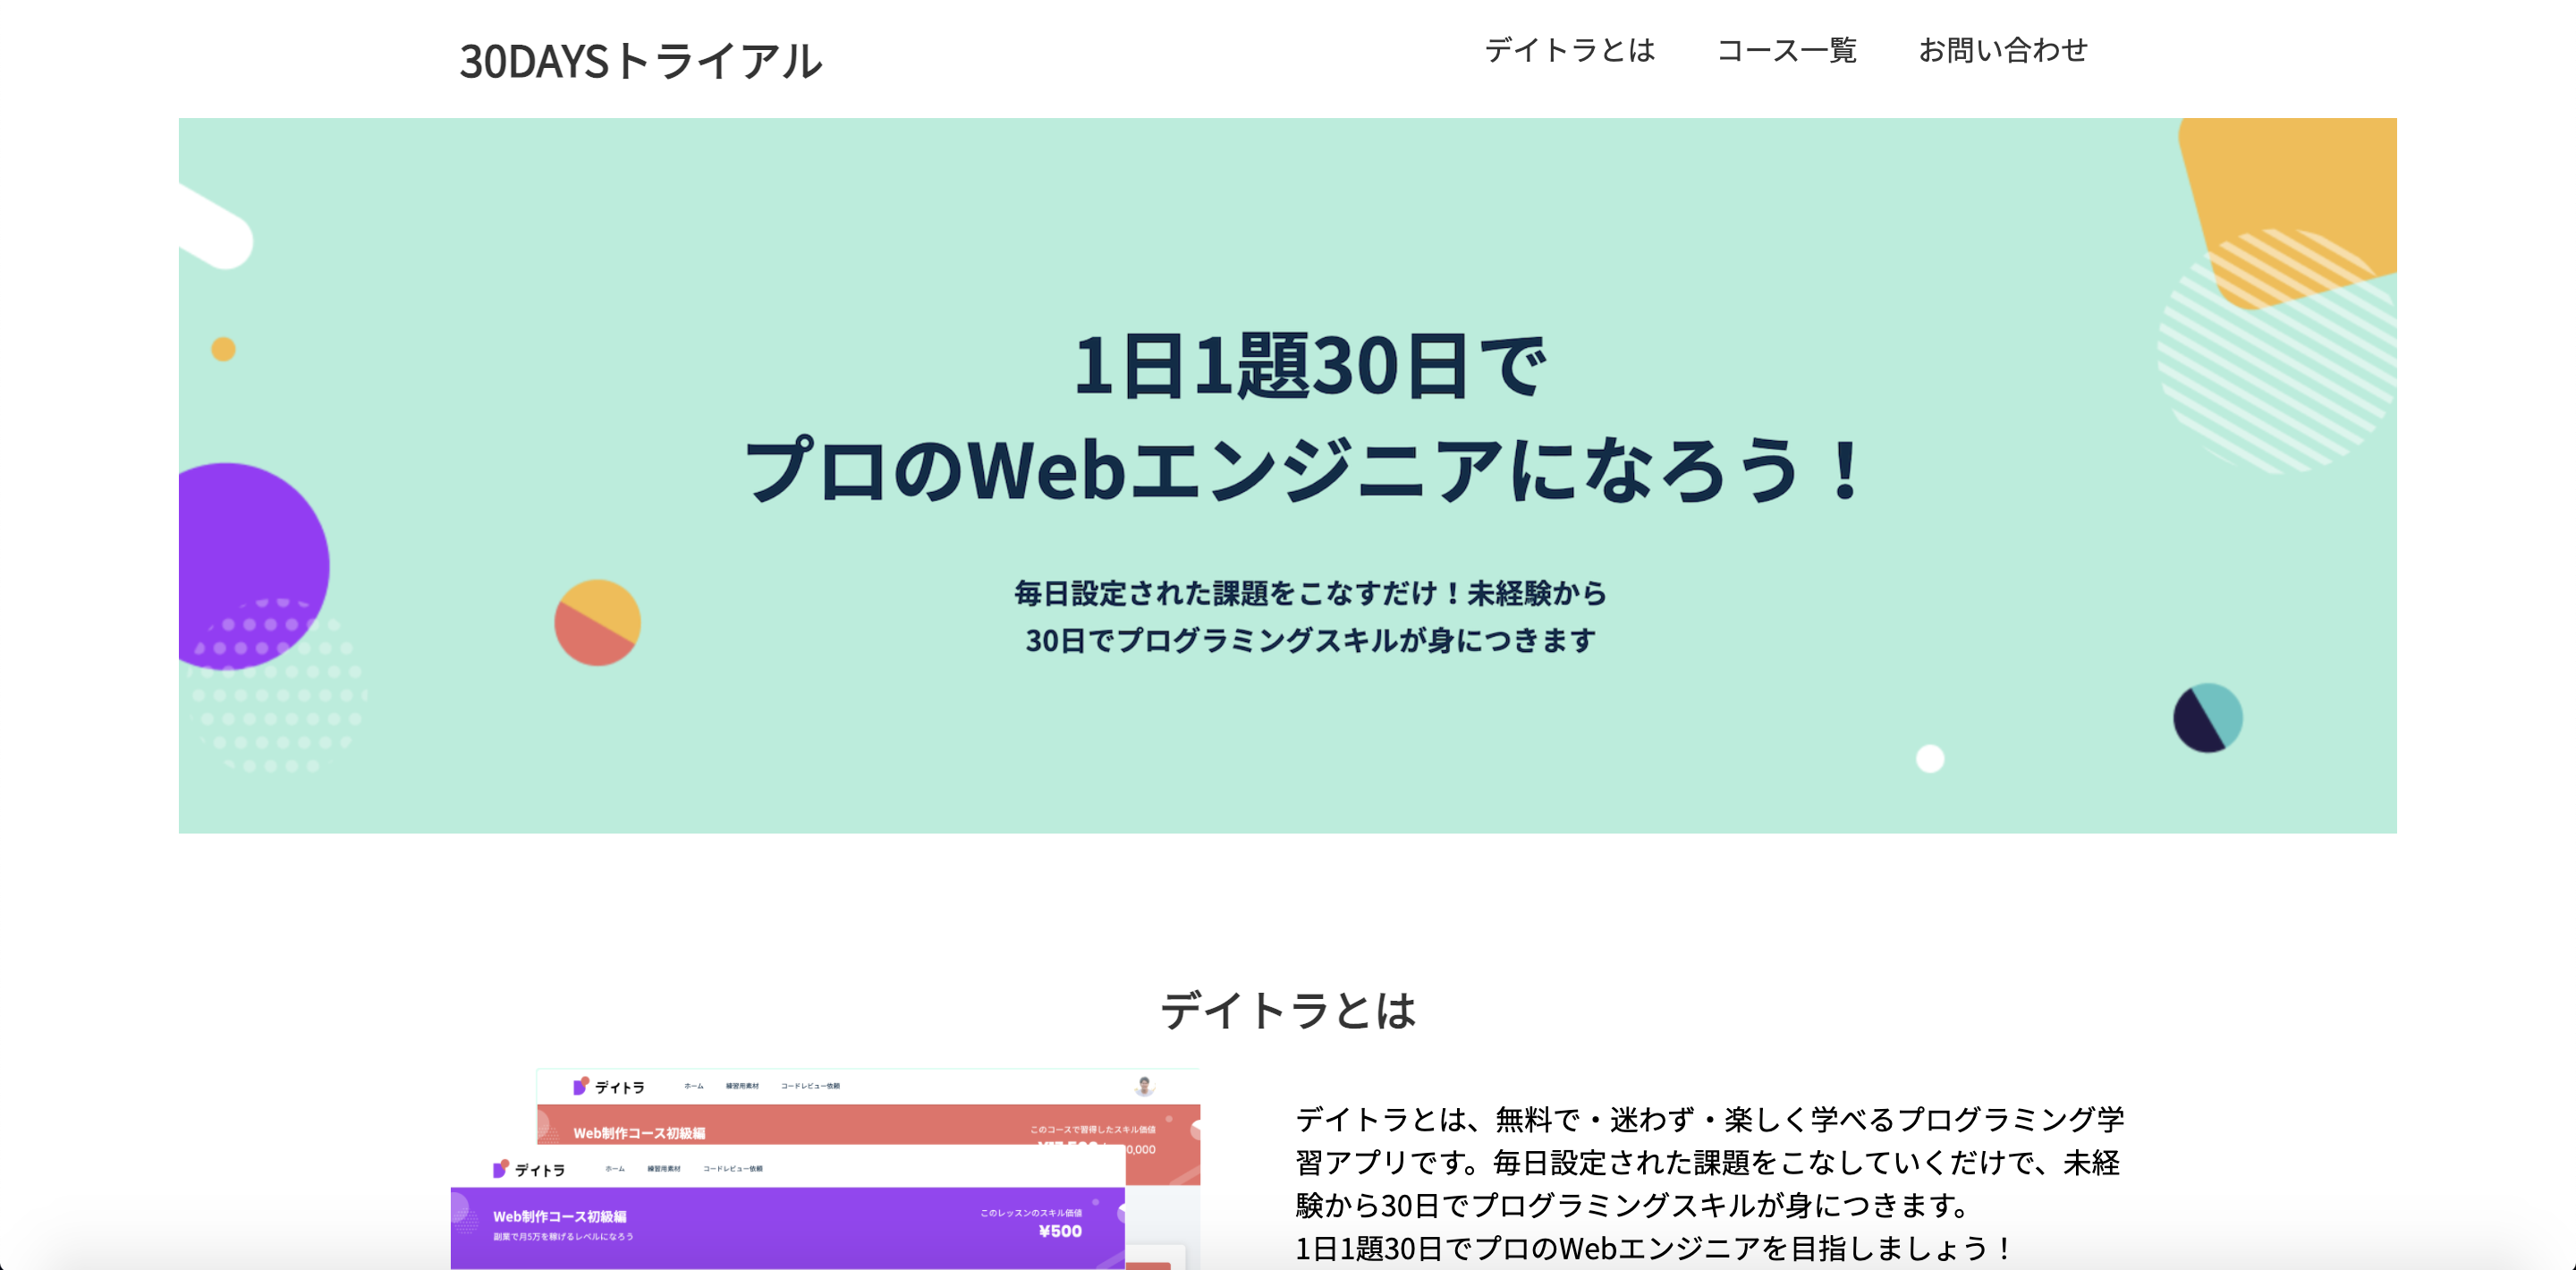 30DAYSトライアル
デイトラとは
コース一覧
お問い合わせ
1日1題30日で
プロのWebエンジニアになろう！
毎日設定された課題をこなすだけ！未経験から
30日でプログラミングスキルが身につきます
デイトラとは
デイトラ
ホーム
練習用素材
コードレビュー依頼
Web制作コース初級編
このコースで習得したスキル価値
0,000
デイトラ
ホーム
練習用素材
コードレビュー依頼
Web制作コース初級編
副業で月5万を稼げるレベルになろう
このレッスンのスキル価値
¥500
デイトラとは、無料で・迷わず・楽しく学べるプログラミング学
習アプリです。毎日設定された課題をこなしていくだけで、未経
験から30日でプログラミングスキルが身につきます。
1日1題30日でプロのWebエンジニアを目指しましょう！